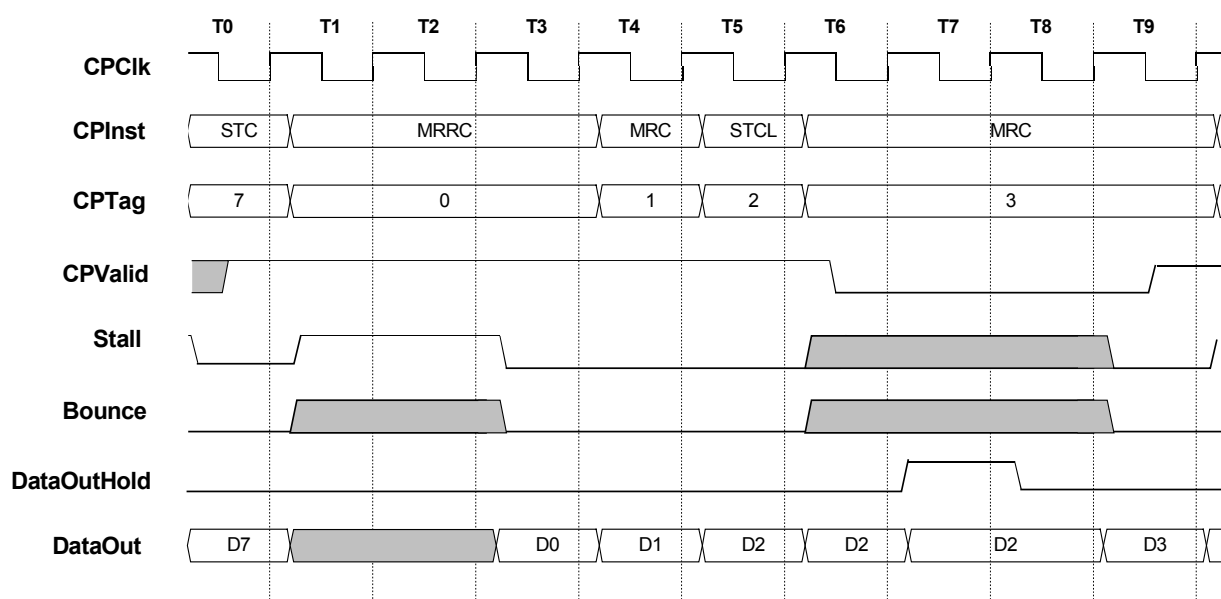 T0 T1 T2 T3 T4 T5 T6 T7 T8 T9
CPClk
CPInst STC MRRC MRC STCL MRC
CPTag 7 0 1 2 3
CPValid
Stall
Bounce
DataOutHold
DataOut D7 D0 D1 D2 D2 D2 D3